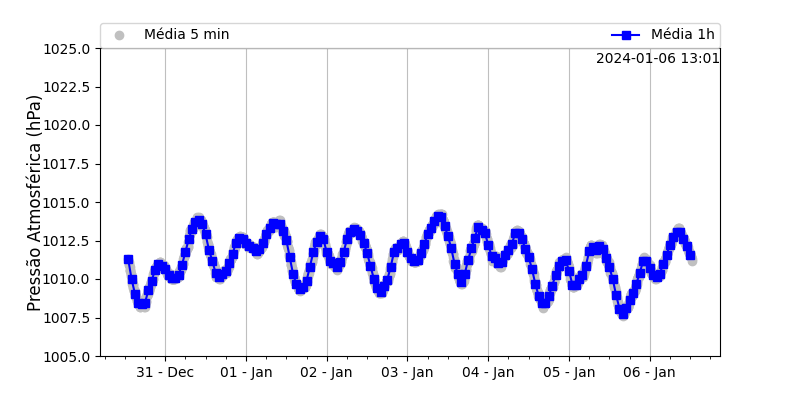 Média 5 min
Média 1h
2024-01-06 13:01
Pressão Atmosférica (hPa)
1025.0
1022.5
1020.0
1017.5
1015.0
1012.5
1010.0
1007.5
1005.0
31 - Dec
01 - Jan
02 - Jan
03 - Jan
04 - Jan
05 - Jan
06 - Jan